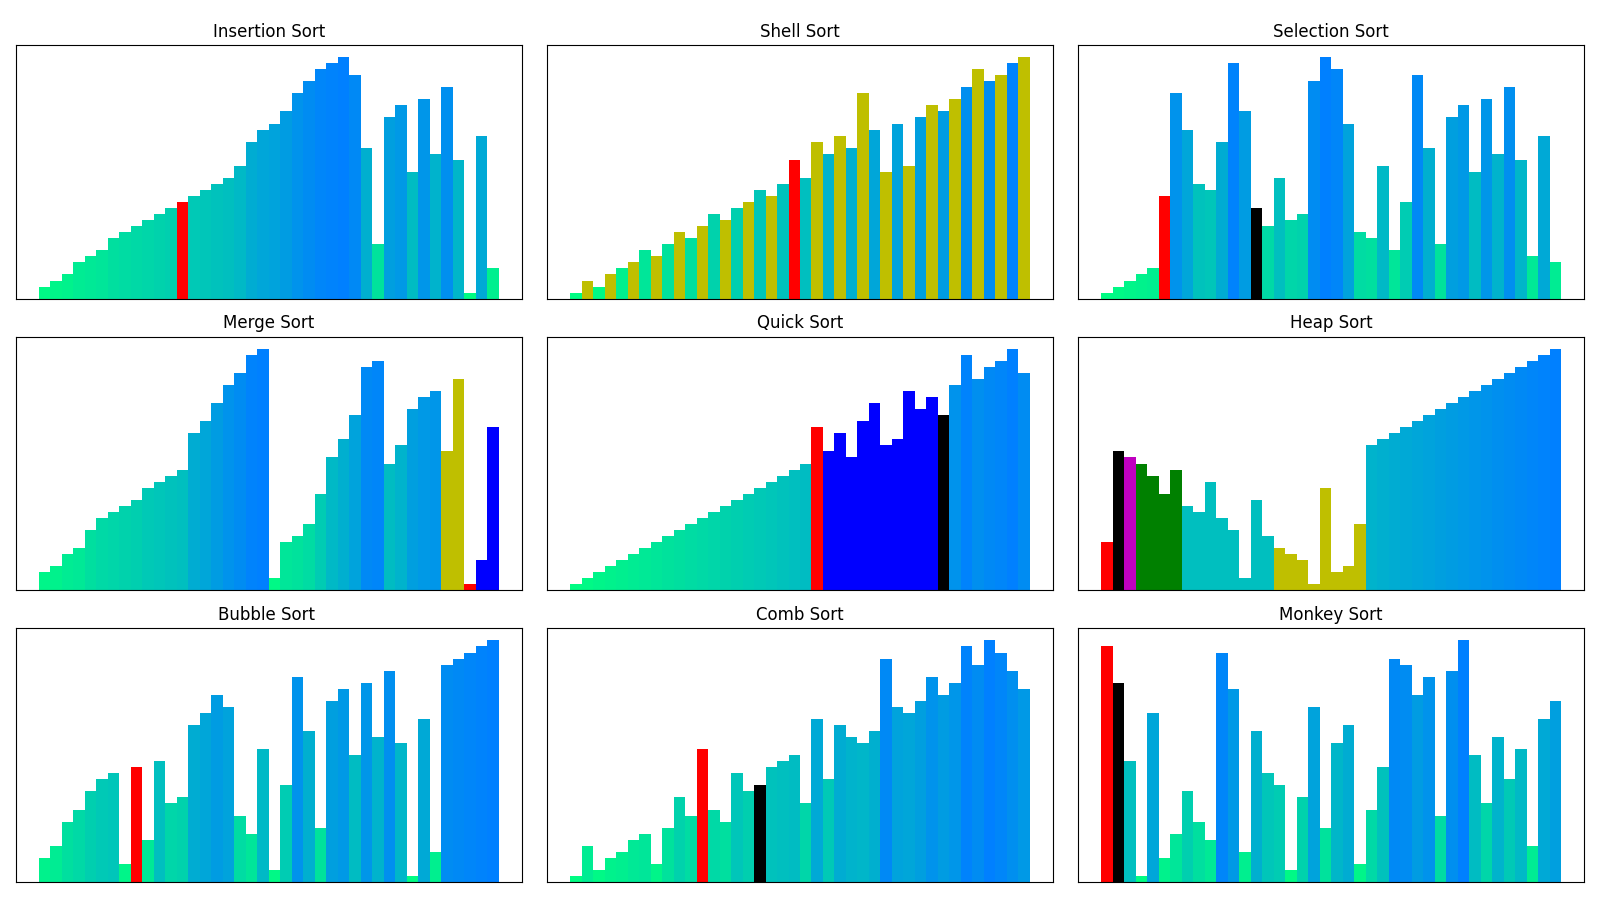 Insertion Sort
Shell Sort
Selection Sort
Merge Sort
Quick Sort
Heap Sort
Bubble Sort
Comb Sort
Monkey Sort